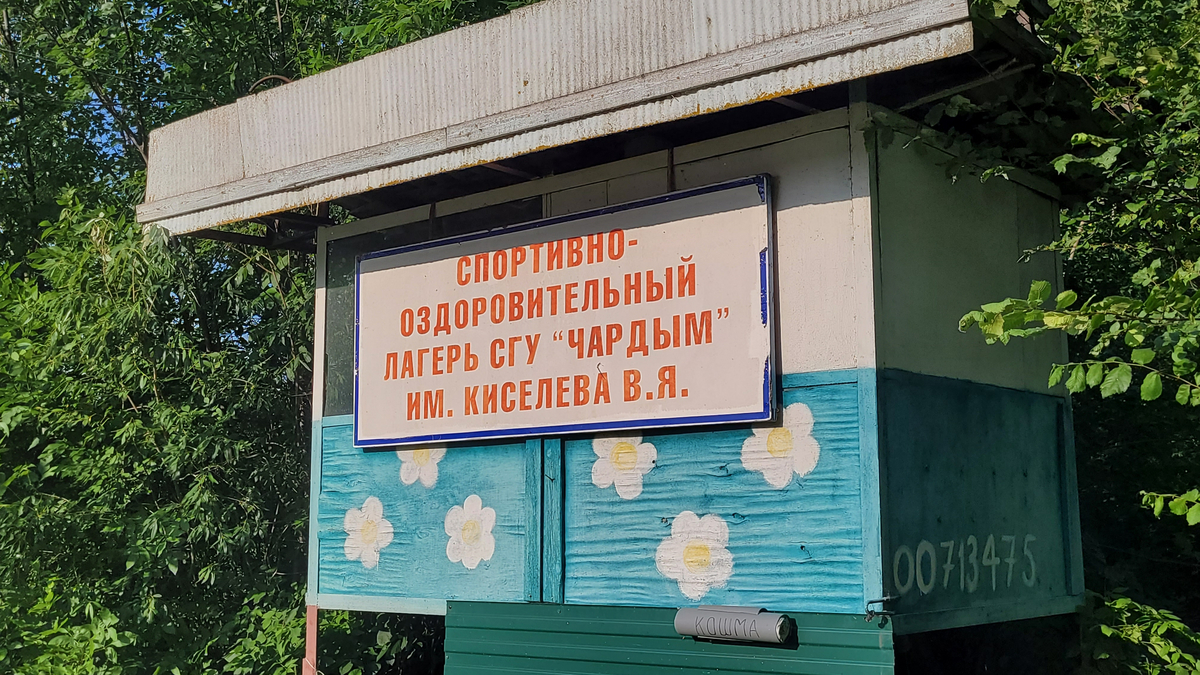 СПОРТИВНО-
ОЗДОРОВИТЕЛЬНЫЙ
ЛАГЕРЬ СГУ “ЧАРДЫМ”
ИМ. КИСЕЛЕВА В.Я.
00713475
КОШМА